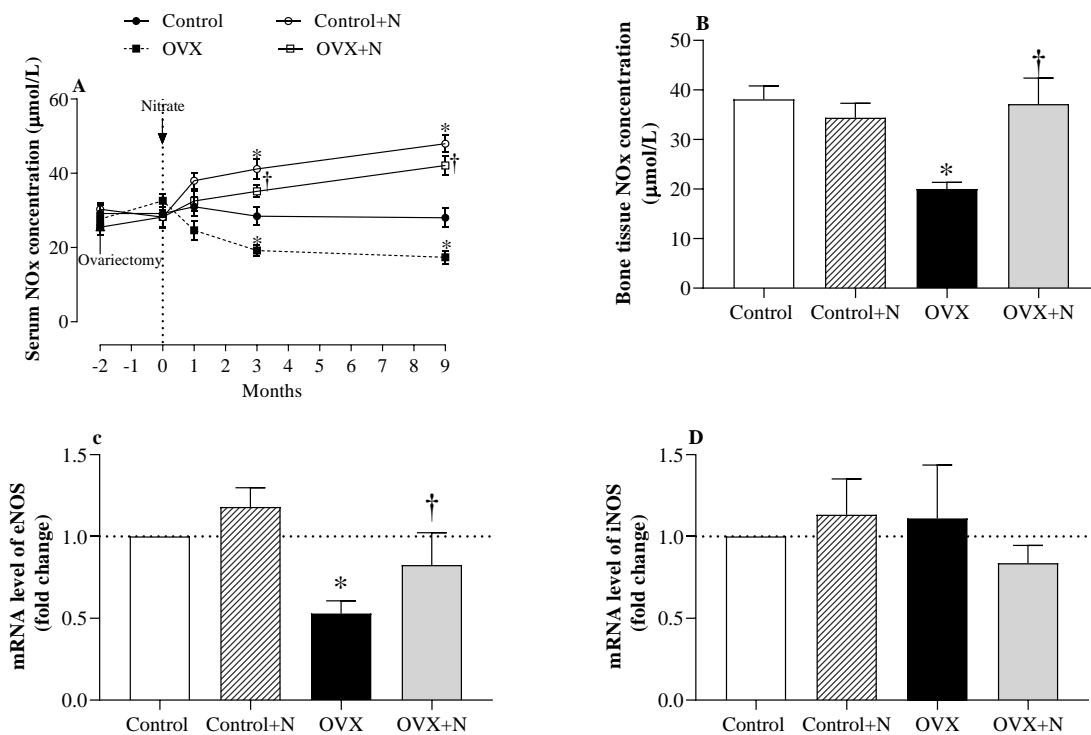 Control
Control+N
OVX
OVX+N
A
Serum NOx concentration (μmol/L)
60
40
20
0
Nitrate
*
*
†
†
*
*
Ovariectomy
-2 -1 0 1 2 3 4 5 6 7 8 9
Months
B
Bone tissue NOx concentration
(μmol/L)
50
40
30
20
10
0
*
†
Control Control+N OVX OVX+N
c
mRNA level of eNOS
(fold change)
1.5
1.0
0.5
0.0
*
†
Control Control+N OVX OVX+N
D
mRNA level of iNOS
(fold change)
1.5
1.0
0.5
0.0
Control Control+N OVX OVX+N